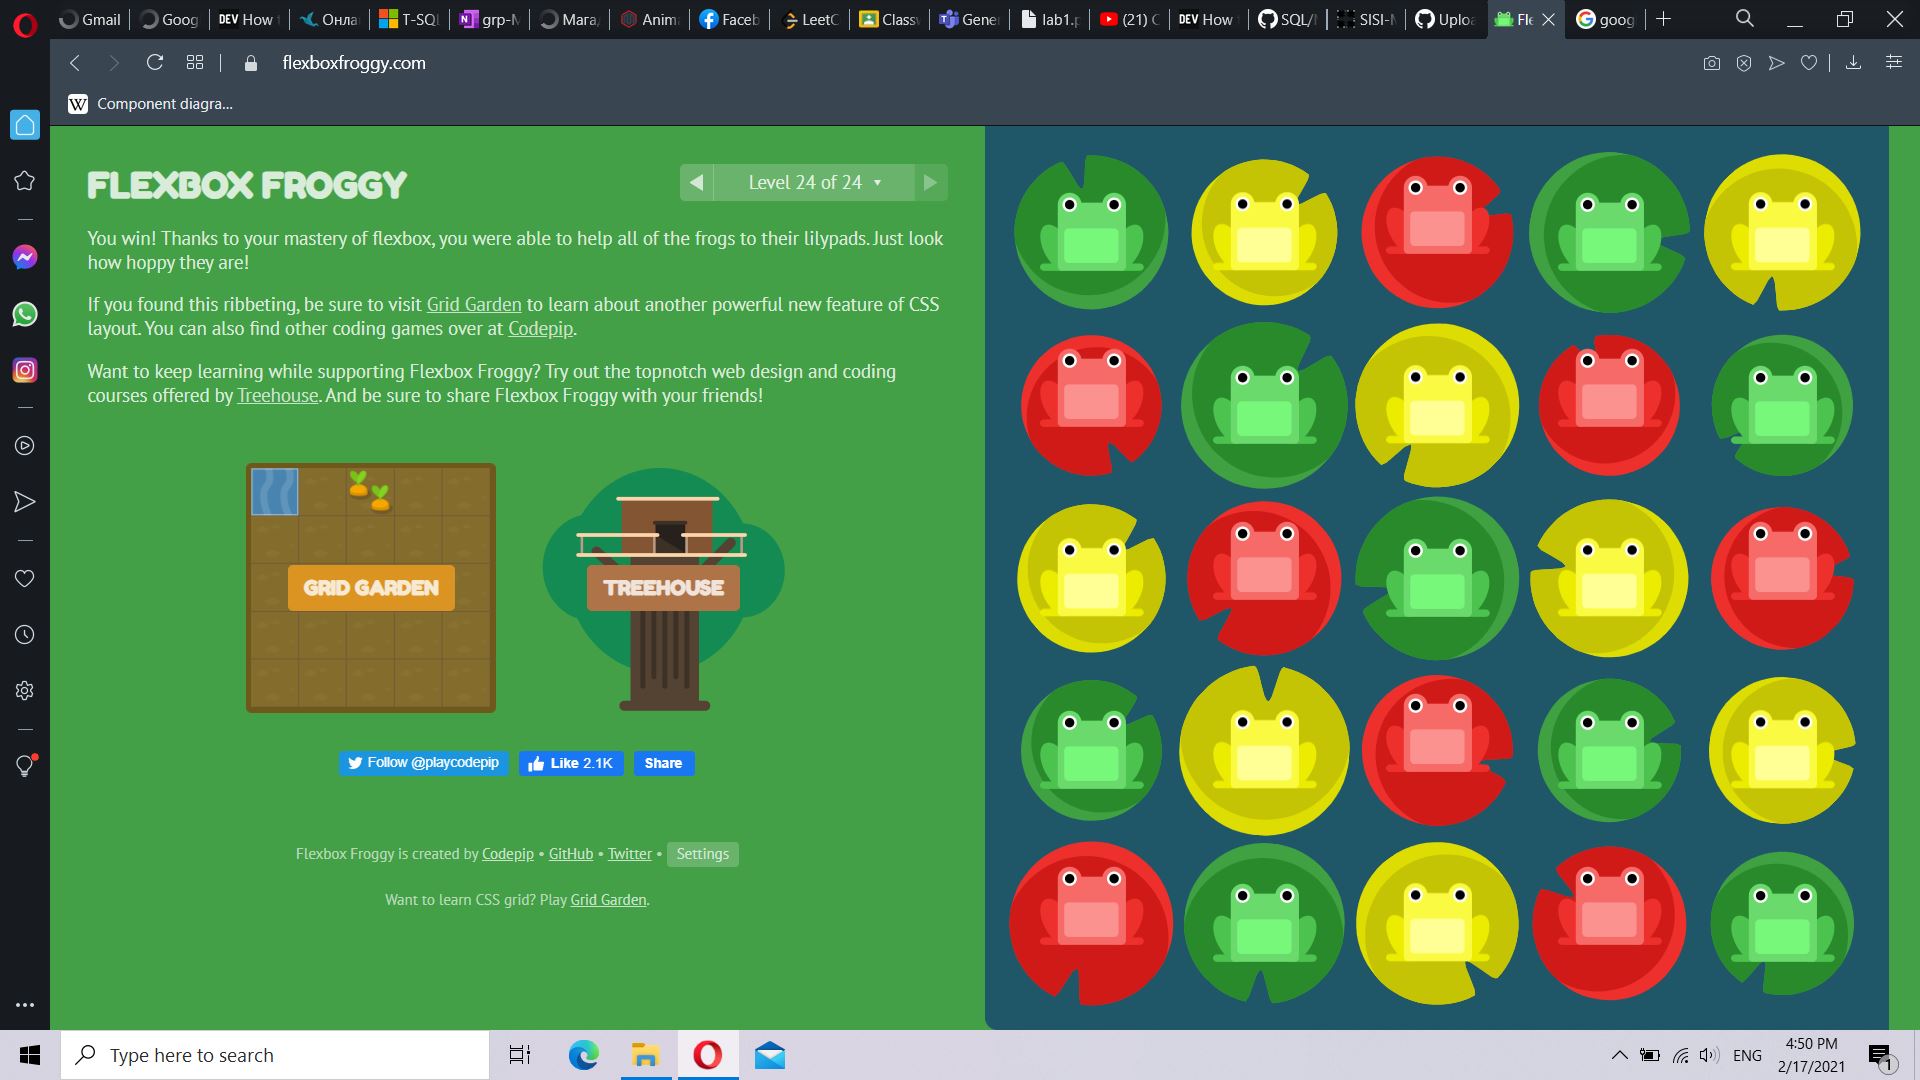 Gmail
Goog
DEV How
Онла
T-SQL
grp-M
Мага
Anima
Faceb
LeetC
Classw
Gener
lab1.p
(21) C
DEV How
SQL/
SISI-
Uploa
Fle
goog
flexboxfroggy.com
W Component diagra...
FLEXBOX FROGGY
Level 24 of 24
You win! Thanks to your mastery of flexbox, you were able to help all of the frogs to their lilypads. Just look
how hoppy they are!
If you found this ribbeting, be sure to visit Grid Garden to learn about another powerful new feature of CSS
layout. You can also find other coding games over at Codepip.
Want to keep learning while supporting Flexbox Froggy? Try out the topnotch web design and coding
courses offered by Treehouse. And be sure to share Flexbox Froggy with your friends!
GRID GARDEN
TREEHOUSE
Follow @playcodepip
Like 2.1K
Share
Flexbox Froggy is created by Codepip • GitHub • Twitter • Settings
Want to learn CSS grid? Play Grid Garden.
Type here to search
ENG
4:50 PM
2/17/2021
1